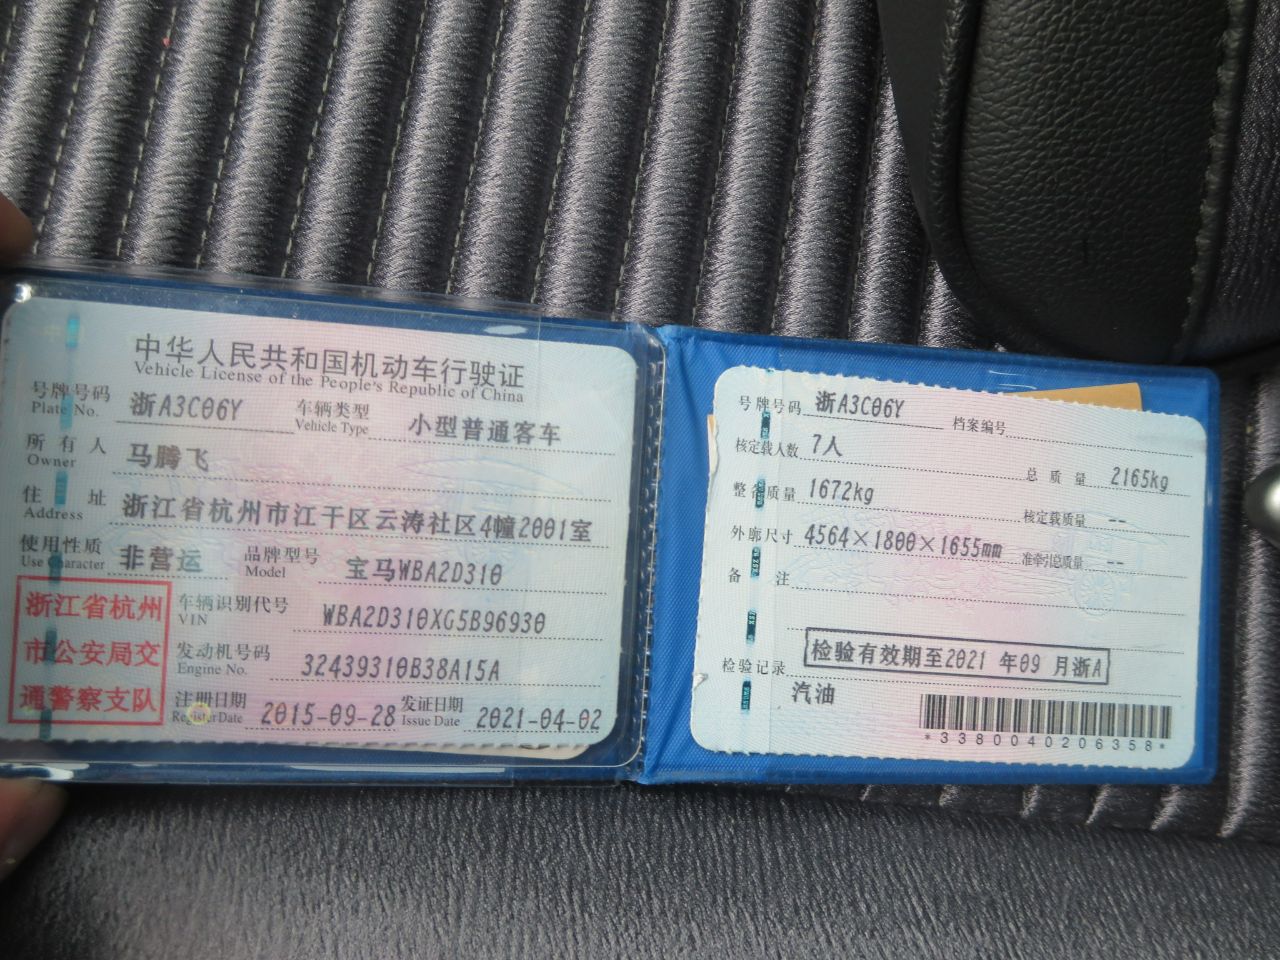 中华人民共和国机动车行驶证
Vehicle License of the People's Republic of China
号牌号码 浙A3C06Y 车辆类型 小型普通客车
Plate No. Vehicle Type
所有人 马腾飞
Owner
住址 浙江省杭州市江干区云涛社区4幢2001室
Address
使用性质 非营运 品牌型号 宝马WBA2D310
Use Character Model
浙江省杭州
市公安局交
通警察支队
车辆识别代号 WBA2D310XG5B96930
VIN
发动机号码 32439310B38A15A
Engine No.
注册日期 2015-09-28 发证日期 2021-04-02
Register Date Issue Date
号牌号码 浙A3C06Y 档案编号
核定载人数 7人 总质量 2165kg
整备质量 1672kg 核定载质量 --
外廓尺寸 4564×1800×1655mm 准牵引总质量 --
备注
检验记录 检验有效期至2021 年09 月浙A
汽油
*3380040206358*